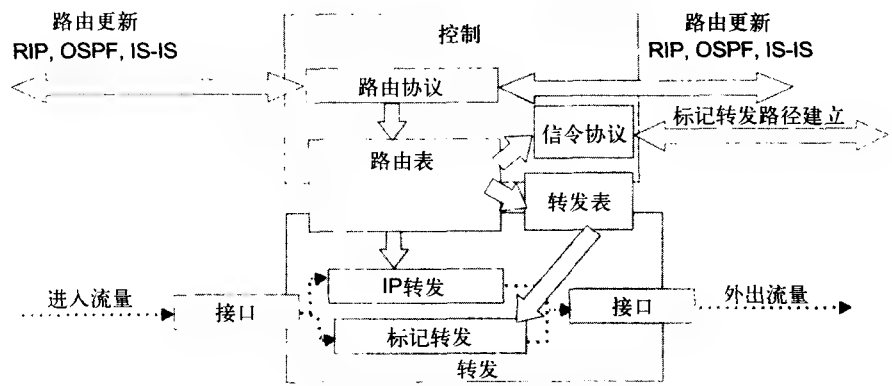 路由更新
RIP, OSPF, IS-IS
控制
路由更新
RIP, OSPF, IS-IS
路由协议
信令协议
标记转发路径建立
路由表
转发表
IP转发
进入流量
接口
接口
外出流量
标记转发
转发